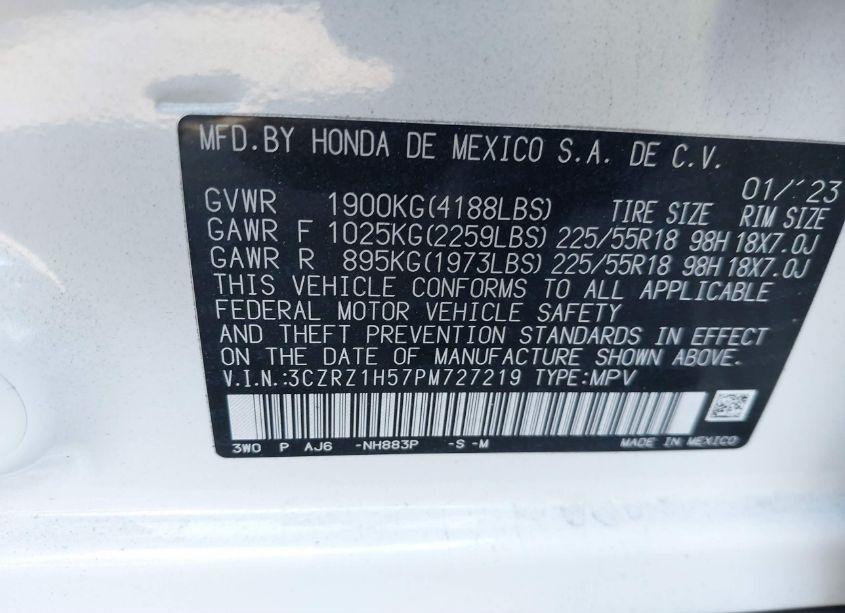 MFD.BY HONDA DE MEXICO S.A. DE C.V.
01/'23
GVWR 1900KG(4188LBS) TIRE SIZE RIM SIZE
GAWR F 1025KG(2259LBS) 225/55R18 98H 18X7.0J
GAWR R 895KG(1973LBS) 225/55R18 98H 18X7.0J
THIS VEHICLE CONFORMS TO ALL APPLICABLE
FEDERAL MOTOR VEHICLE SAFETY
AND THEFT PREVENTION STANDARDS IN EFFECT
ON THE DATE OF MANUFACTURE SHOWN ABOVE.
V.I.N.:3CZRZ1H57PM727219 TYPE:MPV
3W0 P AJ6 -NH883P -S -M MADE IN MEXICO